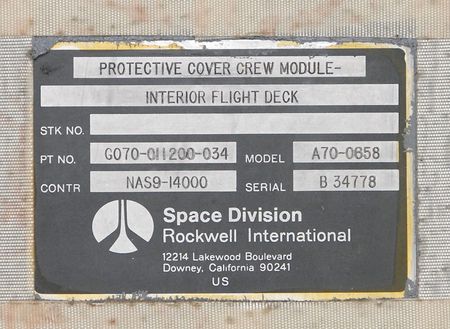 PROTECTIVE COVER CREW MODULE-
INTERIOR FLIGHT DECK
STK NO.
PT NO. G070-011200-034 MODEL A70-0658
CONTR NAS9-14000 SERIAL B 34778
Space Division
Rockwell International
12214 Lakewood Boulevard
Downey, California 90241
US